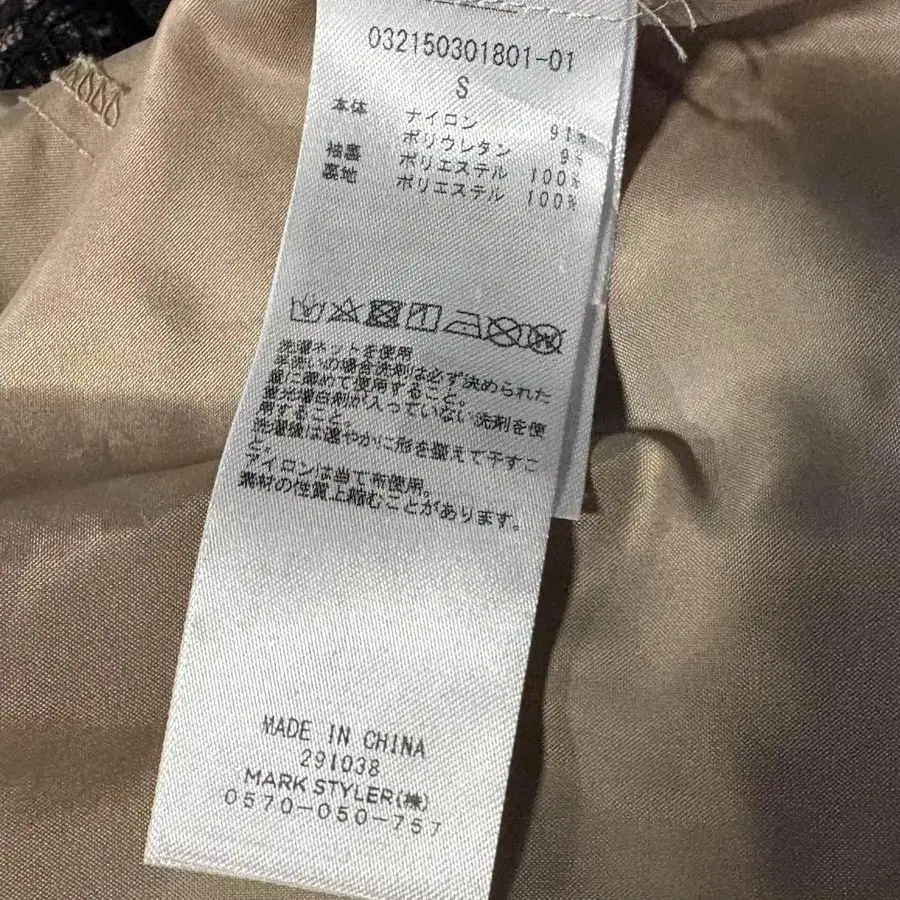 032150301801-01
S
本体 ナイロン 91%
ポリウレタン 9%
袖裏 ポリエステル 100%
裏地 ポリエステル 100%
洗濯ネットを使用
手洗いの場合洗剤は必ず決められた
量に薄めて使用すること。
蛍光増白剤が入っていない洗剤を使
用すること。
洗濯後は速やかに形を整えて干すこ
と。
アイロンは当て布使用。
素材の性質上縮むことがあります。
MADE IN CHINA
291038
MARK STYLER(株)
0570-050-757